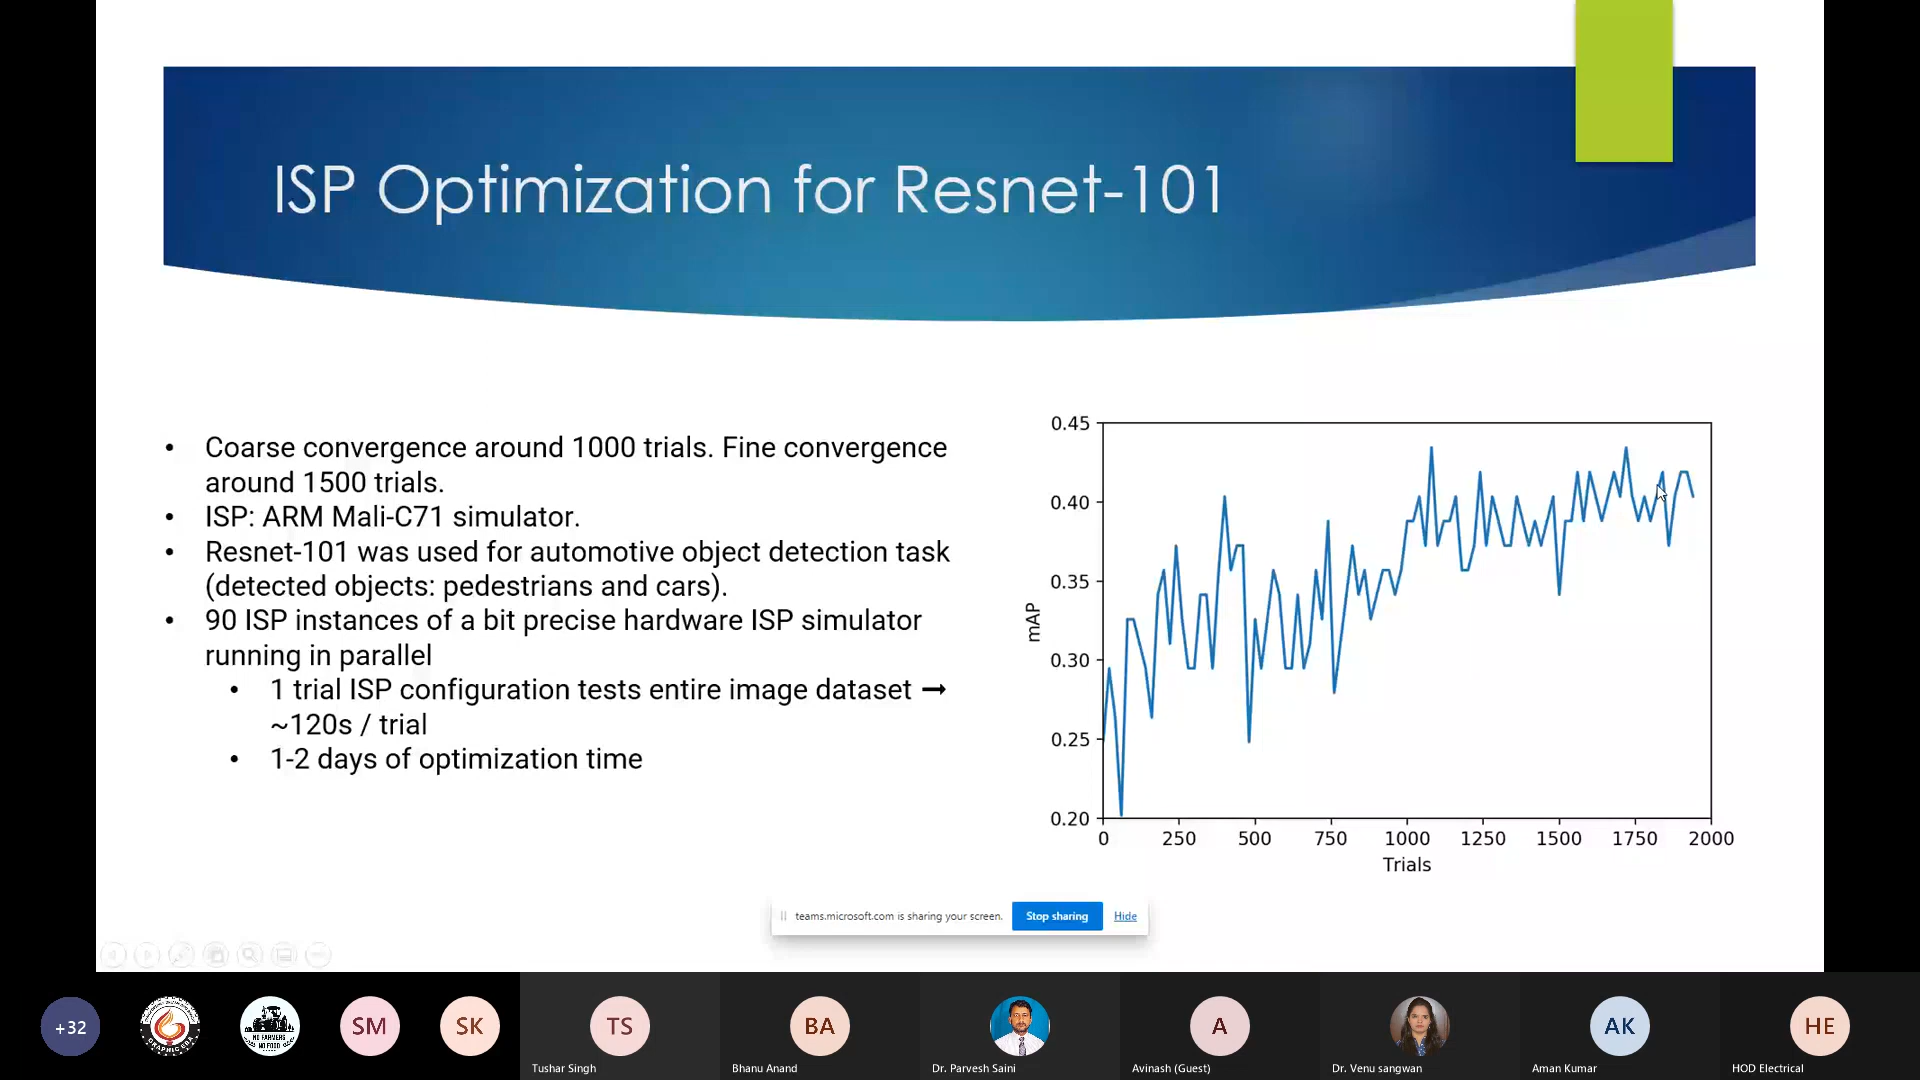 ISP Optimization for Resnet-101
• Coarse convergence around 1000 trials. Fine convergence
around 1500 trials.
• ISP: ARM Mali-C71 simulator.
• Resnet-101 was used for automotive object detection task
(detected objects: pedestrians and cars).
• 90 ISP instances of a bit precise hardware ISP simulator
running in parallel
• 1 trial ISP configuration tests entire image dataset →
~120s / trial
• 1-2 days of optimization time
0.45
0.40
0.35
0.30
0.25
0.20
mAP
0 250 500 750 1000 1250 1500 1750 2000
Trials
teams.microsoft.com is sharing your screen. Stop sharing Hide
+32 SM SK TS BA A AK HE
GRAPHIC ERA
NO FARMERS
NO FOOD
Tushar Singh Bhanu Anand Dr. Parvesh Saini Avinash (Guest) Dr. Venu sangwan Aman Kumar HOD Electrical